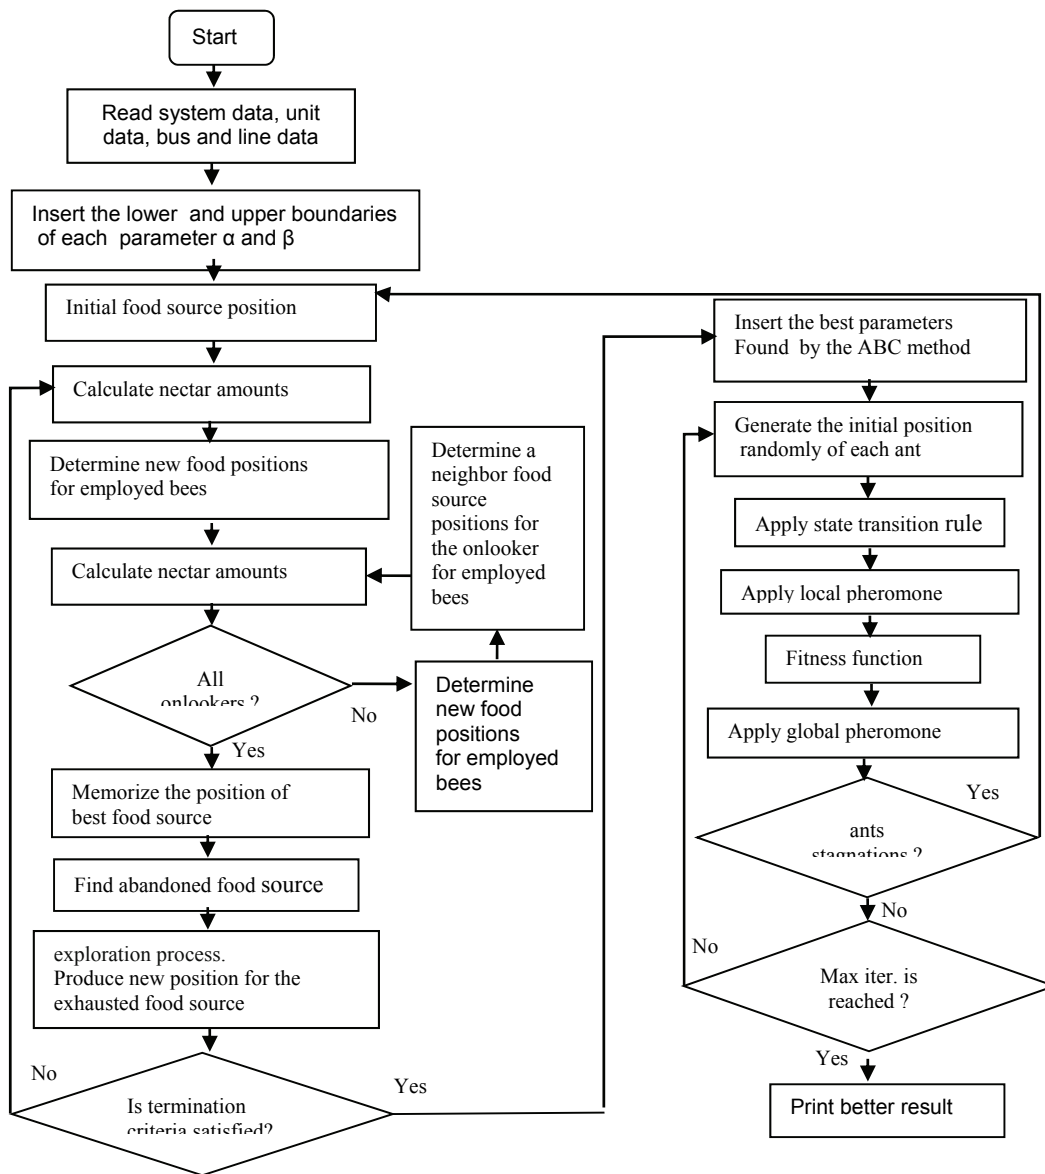 Start
Read system data, unit
data, bus and line data
Insert the lower and upper boundaries
of each parameter α and β
Initial food source position
Calculate nectar amounts
Determine new food positions
for employed bees
Calculate nectar amounts
All
onlookers ?
No
Yes
Determine a
neighbor food
source
positions for
the onlooker
for employed
bees
Determine
new food
positions
for employed
bees
Memorize the position of
best food source
Find abandoned food source
exploration process.
Produce new position for the
exhausted food source
No
Yes
Is termination
criteria satisfied?
Insert the best parameters
Found by the ABC method
Generate the initial position
randomly of each ant
Apply state transition rule
Apply local pheromone
Fitness function
Apply global pheromone
Yes
ants
stagnations ?
No
No
Max iter. is
reached ?
Yes
Print better result